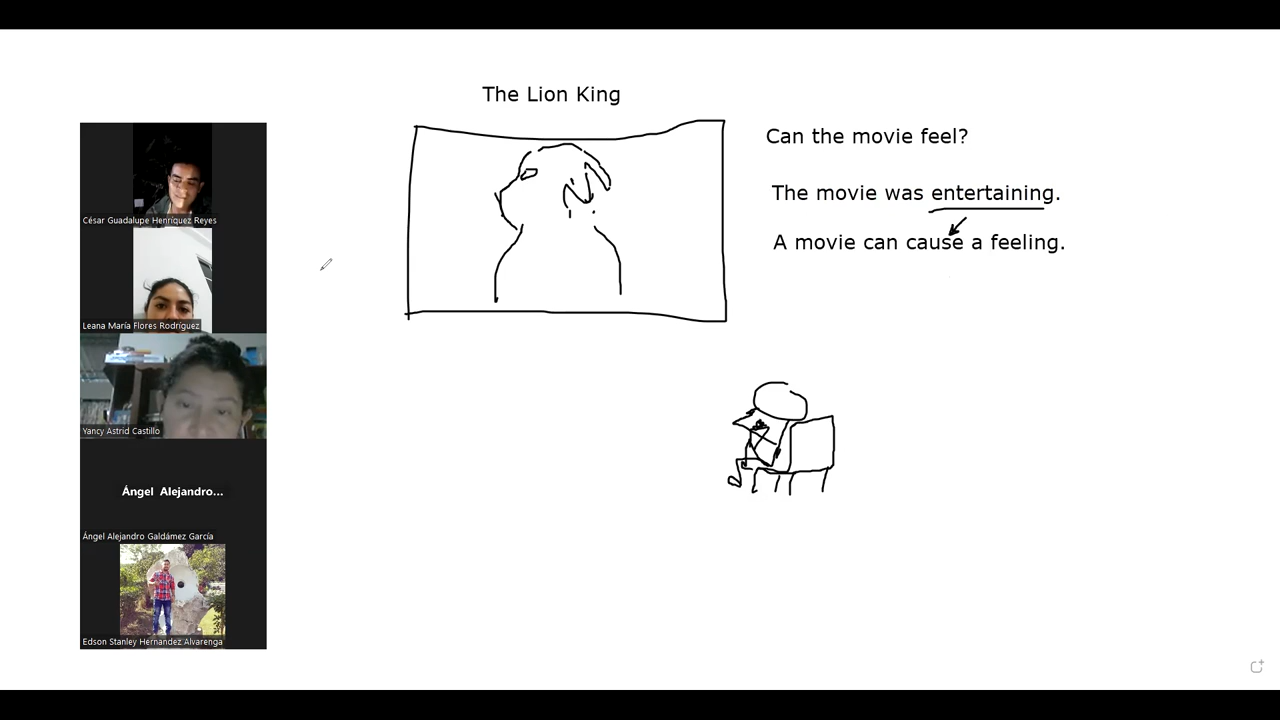 The Lion King
Can the movie feel?
The movie was entertaining.
A movie can cause a feeling.
César Guadalupe Henríquez Reyes
Leana María Flores Rodríguez
Yancy Astrid Castillo
Ángel Alejandro...
Ángel Alejandro Galdámez García
Edson Stanley Hernandez Alvarenga